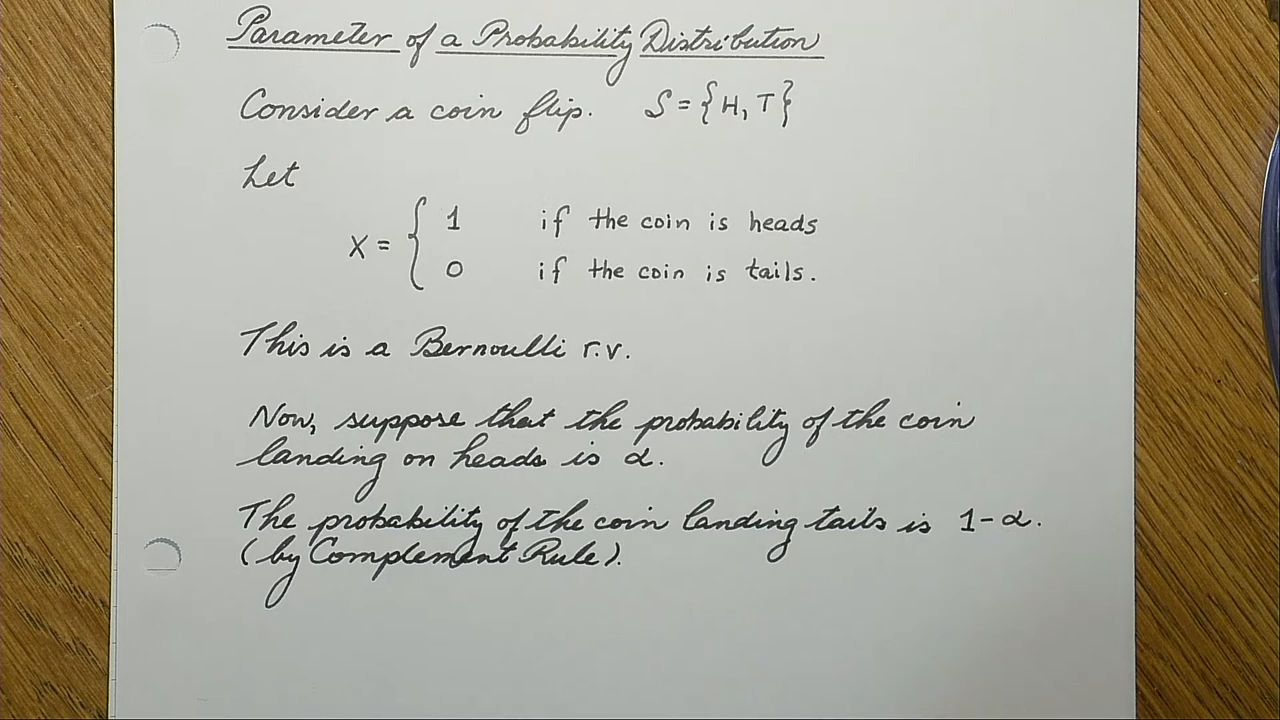 Parameter of a Probability Distribution
Consider a coin flip. S = {H, T}
Let
X = { 1 if the coin is heads
0 if the coin is tails.
This is a Bernoulli r.v.
Now, suppose that the probability of the coin
landing on heads is α.
The probability of the coin landing tails is 1-α.
(by Complement Rule).